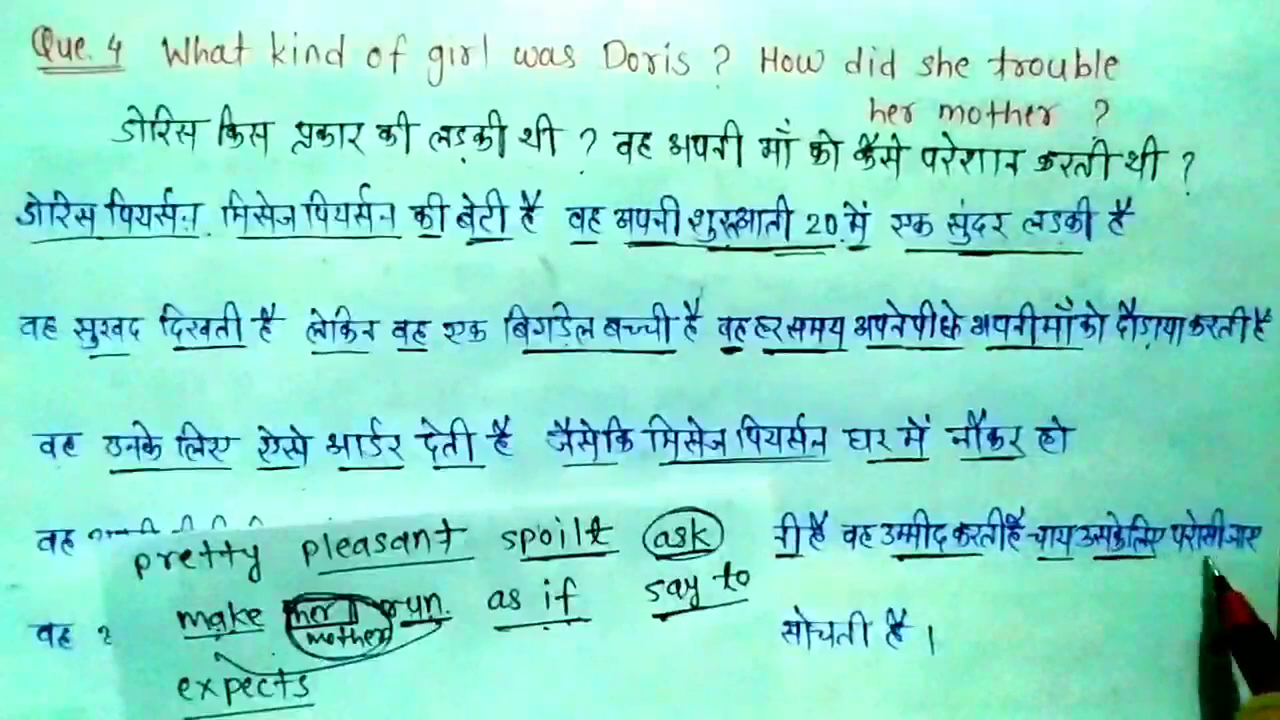 Que. 4 What kind of girl was Doris ? How did she trouble
her mother ?
डोरिस किस प्रकार की लड़की थी ? वह अपनी माँ को कैसे परेशान करती थी ?
डोरिस पियर्सन मिसेज पियर्सन की बेटी है वह अपनी शुरुआती 20 में एक सुंदर लडकी है
वह सुखद दिखती है लेकिन वह एक बिगडैल बच्ची है वह हर समय अपने पीछे अपनी माँ को दौड़ाया करती है
वह उनके लिए ऐसे आर्डर देती है जैसेकि मिसेज पियर्सन घर में नौकर हो
वह नी है वह उम्मीद करती है चाय उसके लिए परोसी जाए
pretty pleasant spoilt ask
make her run. as if say to
mother
वह सोचती है ।
expects